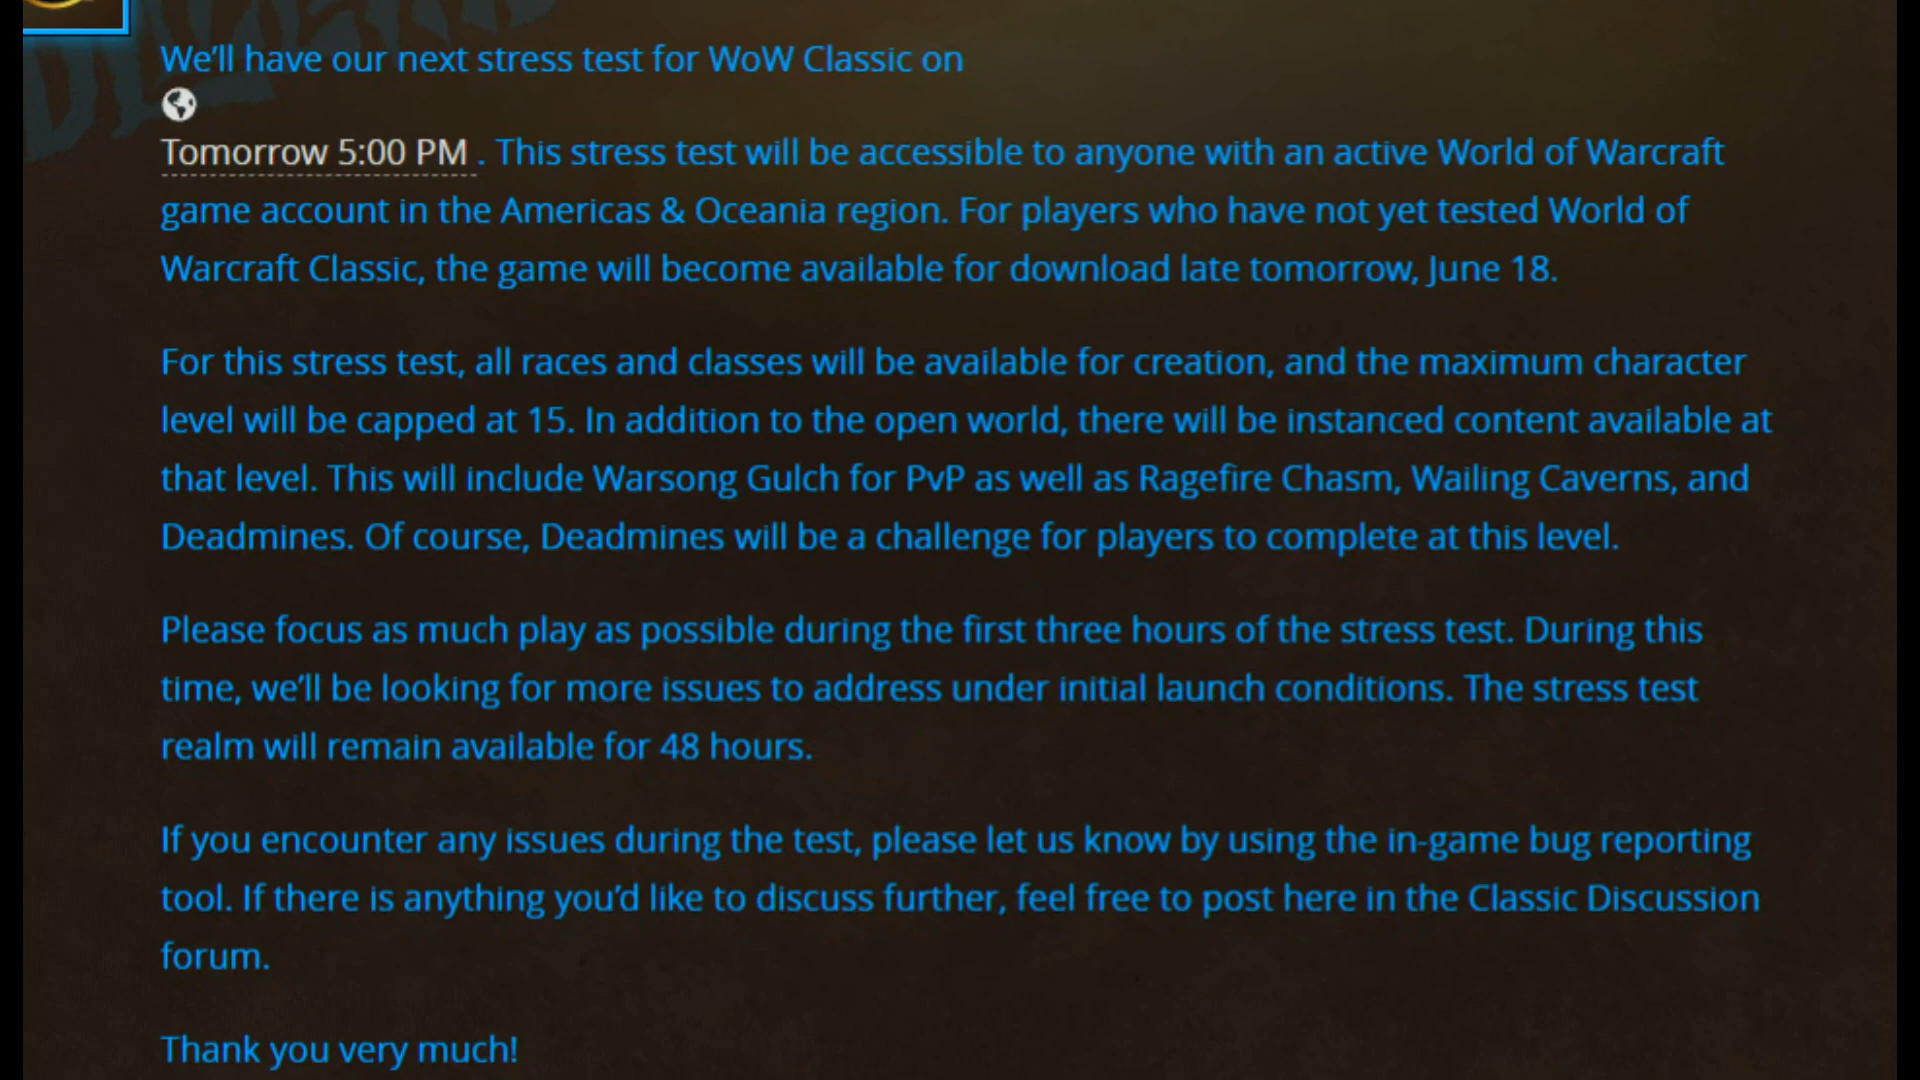 We'll have our next stress test for WoW Classic on
Tomorrow 5:00 PM . This stress test will be accessible to anyone with an active World of Warcraft
game account in the Americas & Oceania region. For players who have not yet tested World of
Warcraft Classic, the game will become available for download late tomorrow, June 18.
For this stress test, all races and classes will be available for creation, and the maximum character
level will be capped at 15. In addition to the open world, there will be instanced content available at
that level. This will include Warsong Gulch for PvP as well as Ragefire Chasm, Wailing Caverns, and
Deadmines. Of course, Deadmines will be a challenge for players to complete at this level.
Please focus as much play as possible during the first three hours of the stress test. During this
time, we'll be looking for more issues to address under initial launch conditions. The stress test
realm will remain available for 48 hours.
If you encounter any issues during the test, please let us know by using the in-game bug reporting
tool. If there is anything you'd like to discuss further, feel free to post here in the Classic Discussion
forum.
Thank you very much!